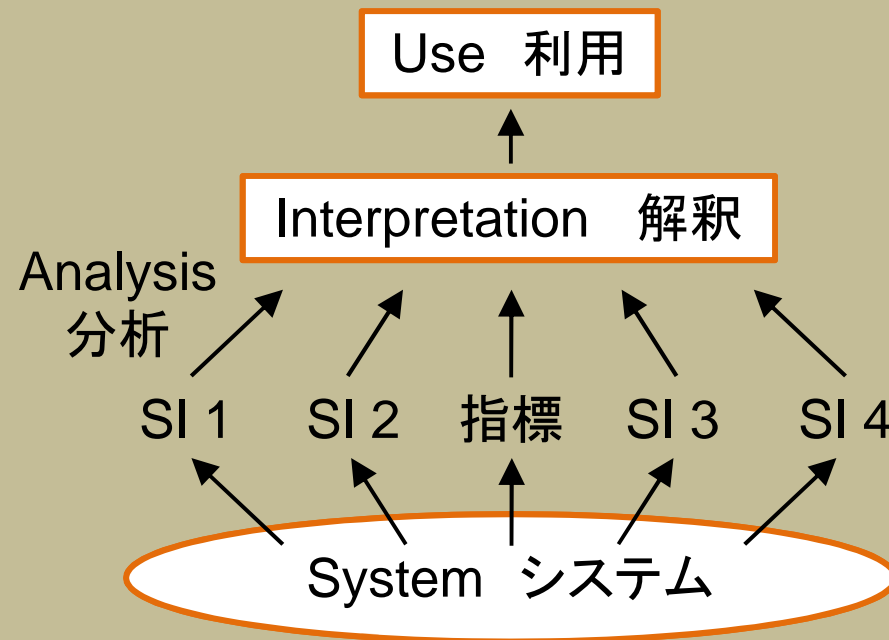 Use 利用
Interpretation 解釈
Analysis
分析
SI 1 SI 2 指標 SI 3 SI 4
System システム